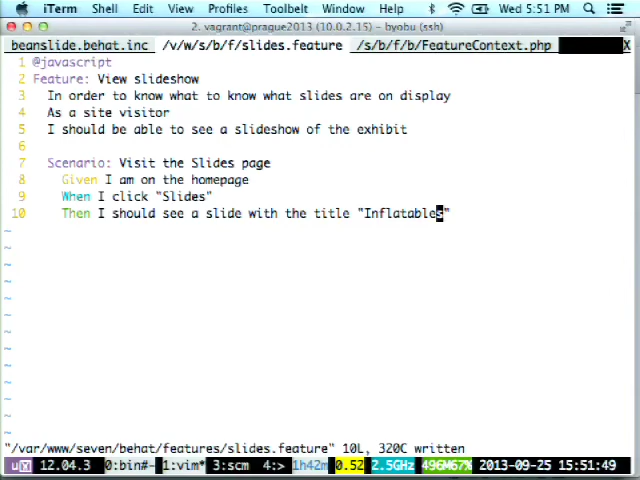 iTerm Shell Edit View Profiles Toolbelt Window Help Wed 5:51 PM
2. vagrant@prague2013 (10.0.2.15) - byobu (ssh)
beanslide.behat.inc /v/w/s/b/f/slides.feature /s/b/f/b/FeatureContext.php X
1 @javascript
2 Feature: View slideshow
3 In order to know what to know what slides are on display
4 As a site visitor
5 I should be able to see a slideshow of the exhibit
6
7 Scenario: Visit the Slides page
8 Given I am on the homepage
9 When I click "Slides"
10 Then I should see a slide with the title "Inflatables"
~
~
~
~
~
~
~
~
~
~
~
~
~
"/var/www/seven/behat/features/slides.feature" 10L, 320C written
u 12.04.3 0:bin#- 1:vim* 3:scm 4:> 1h42m 0.52 2.5GHz 496M67% 2013-09-25 15:51:49